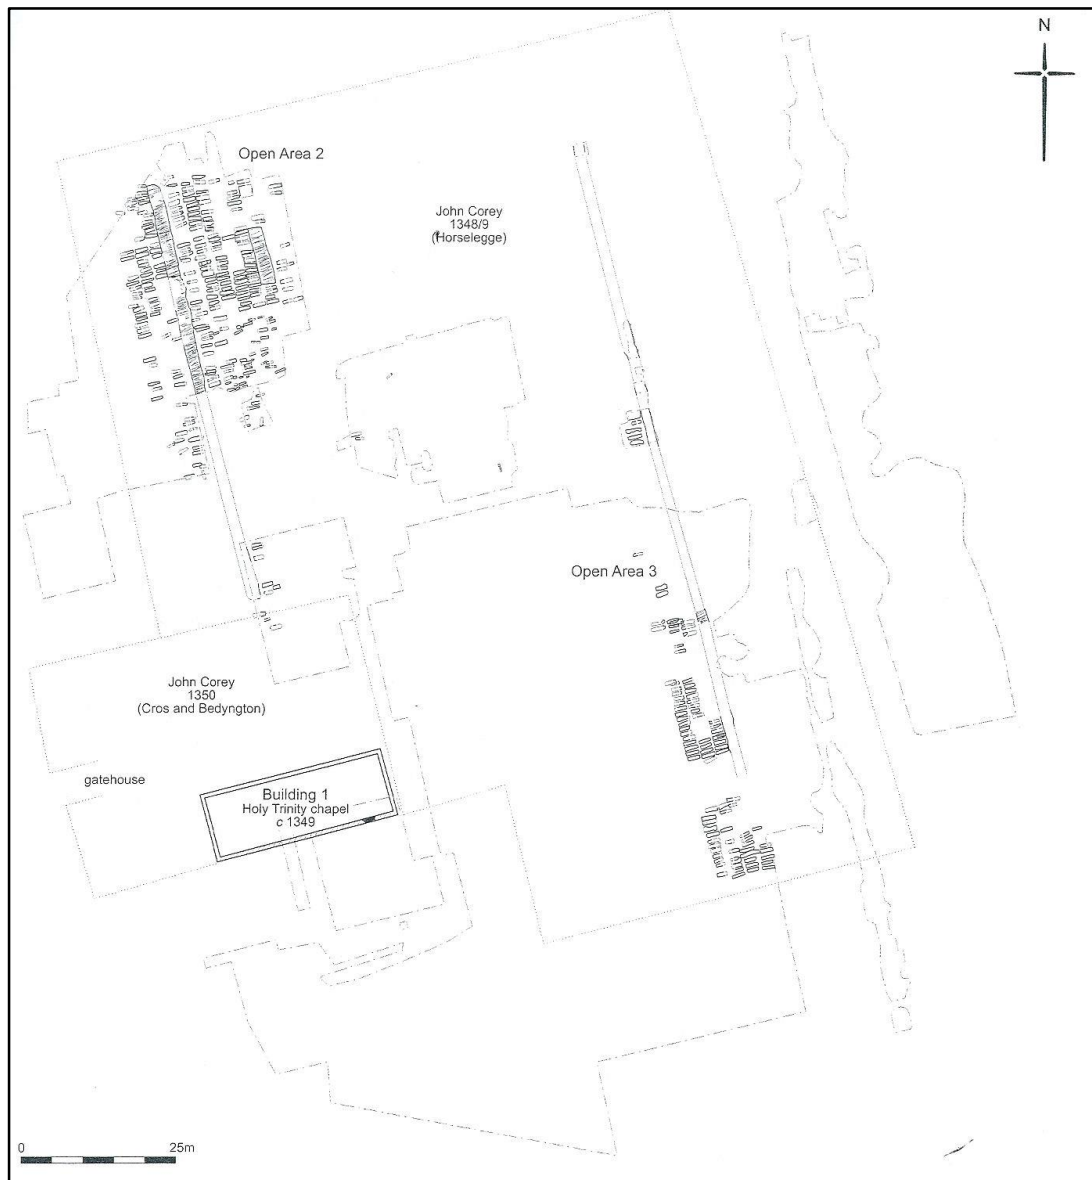 N
Open Area 2
John Corey
1348/9
(Horselegge)
Open Area 3
John Corey
1350
(Cros and Bedyngton)
gatehouse
Building 1
Holy Trinity chapel
c 1349
0 25m